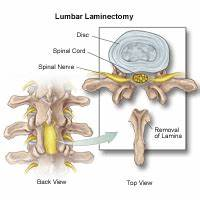 Lumbar Laminectomy
Disc
Spinal Cord
Spinal Nerve
Removal
of Lamina
Back View
Top View